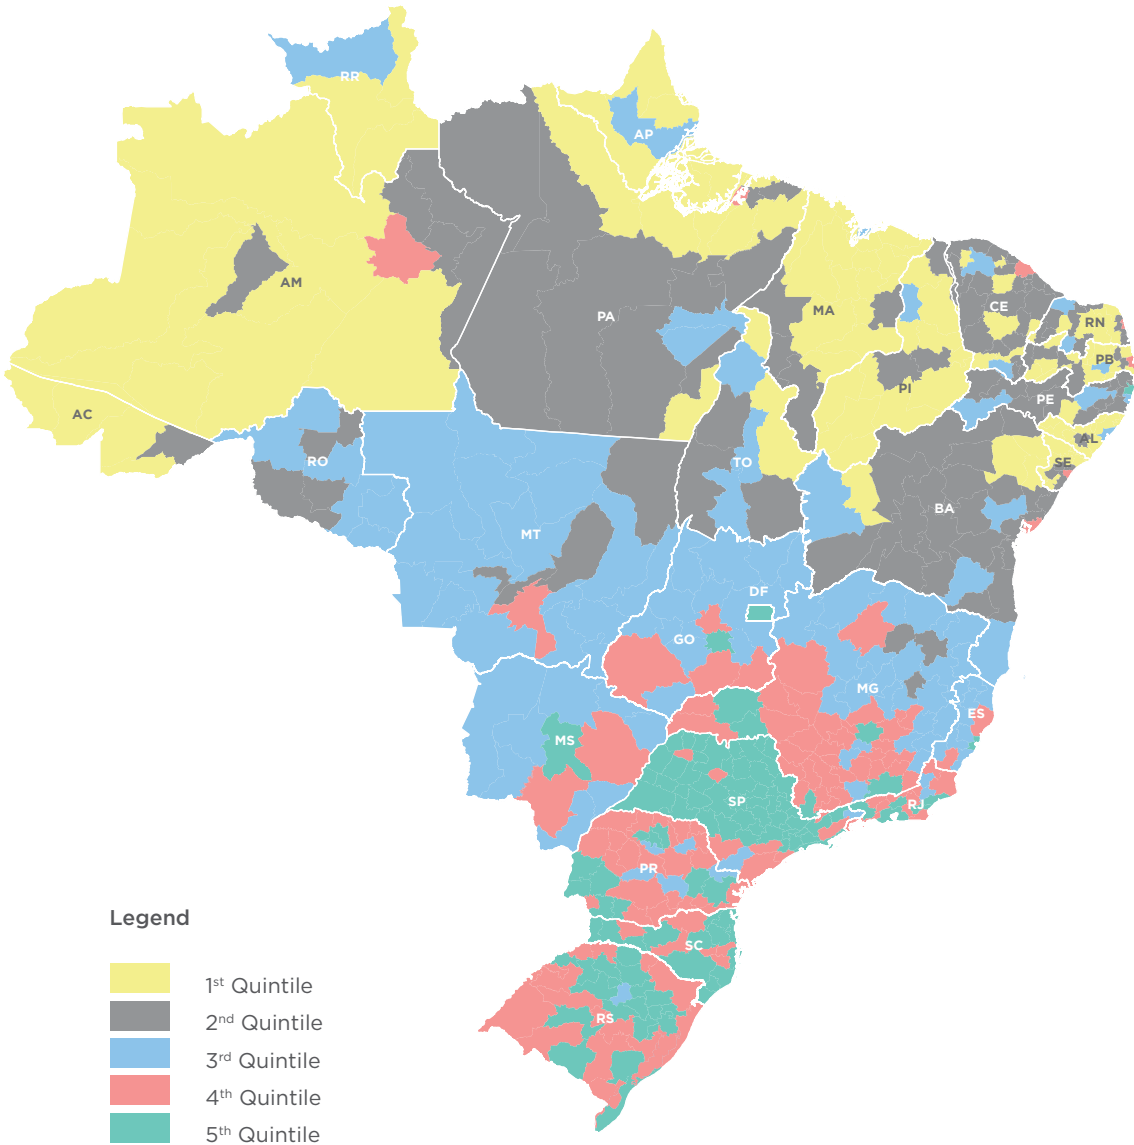 RR
AP
AM
PA
MA
CE
RN
PB
PI
PE
AC
AL
SE
RO
TO
BA
MT
DF
GO
MG
ES
MS
SP
RJ
PR
SC
RS
Legend
1st Quintile
2nd Quintile
3rd Quintile
4th Quintile
5th Quintile